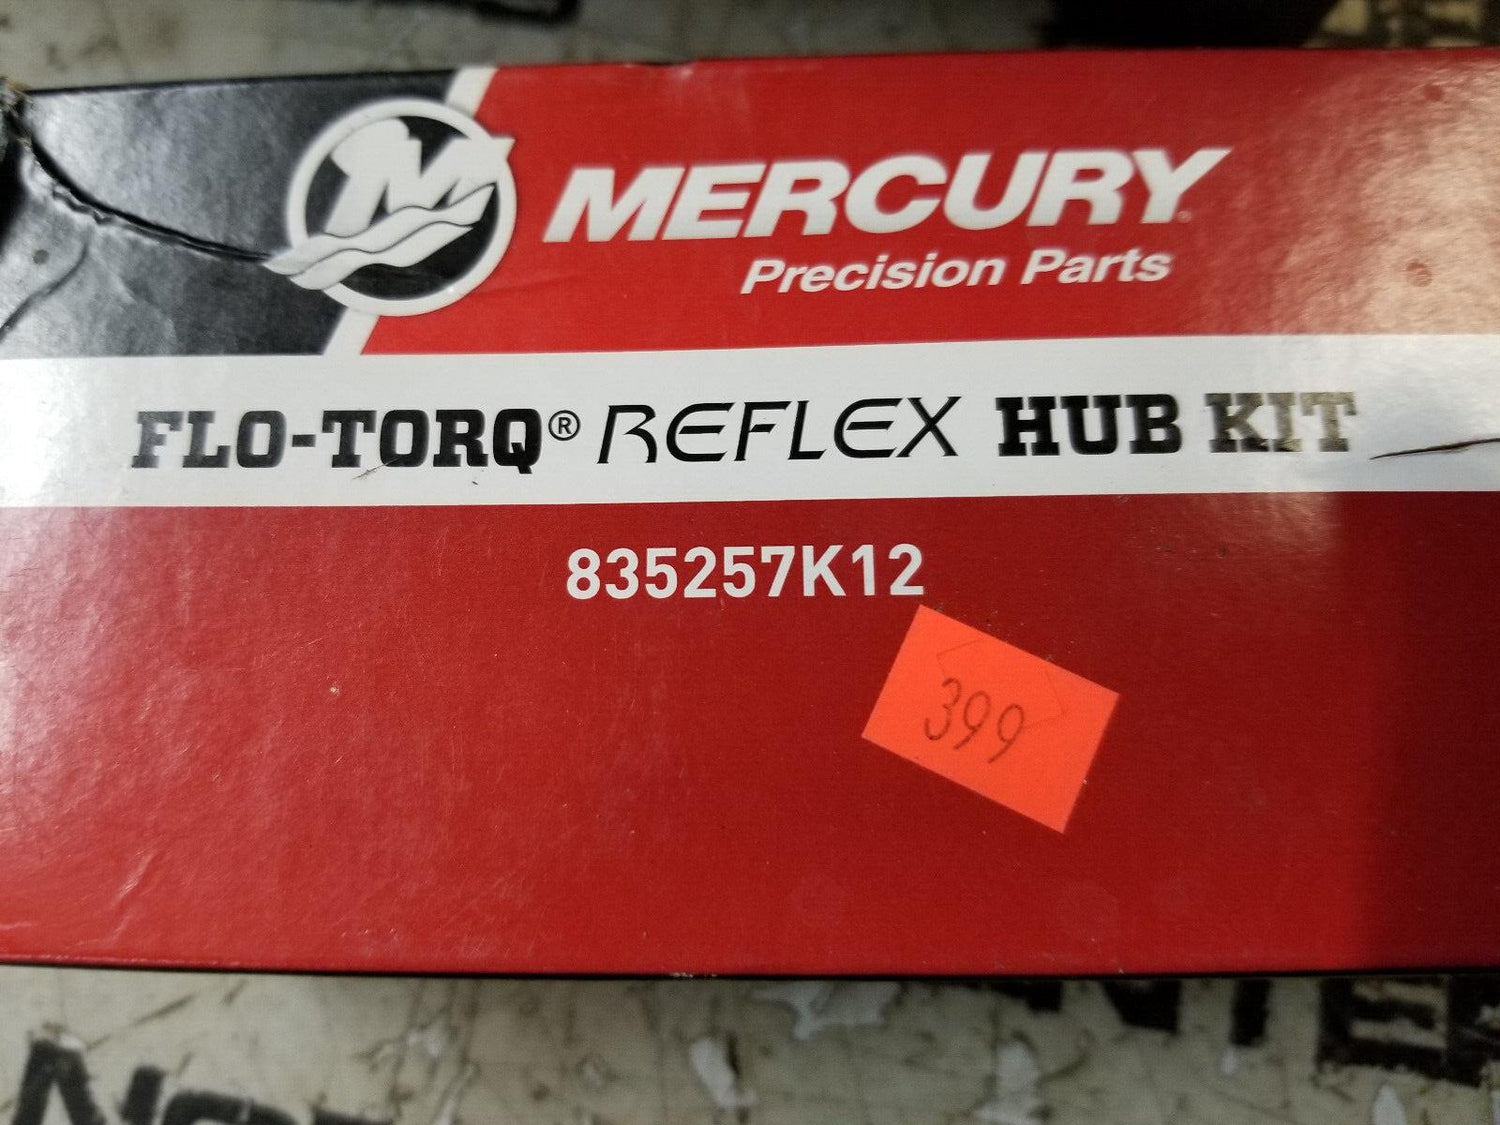 MERCURY
Precision Parts
FLO-TORQ® REFLEX HUB KIT
835257K12
399